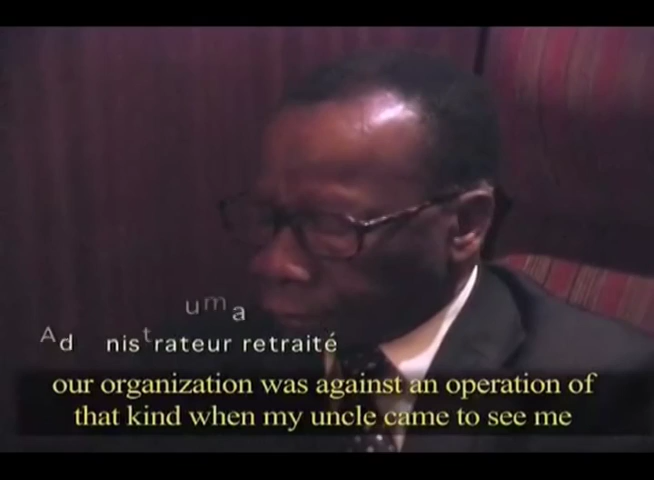 uma
Ad nistrateur retraité
our organization was against an operation of
that kind when my uncle came to see me